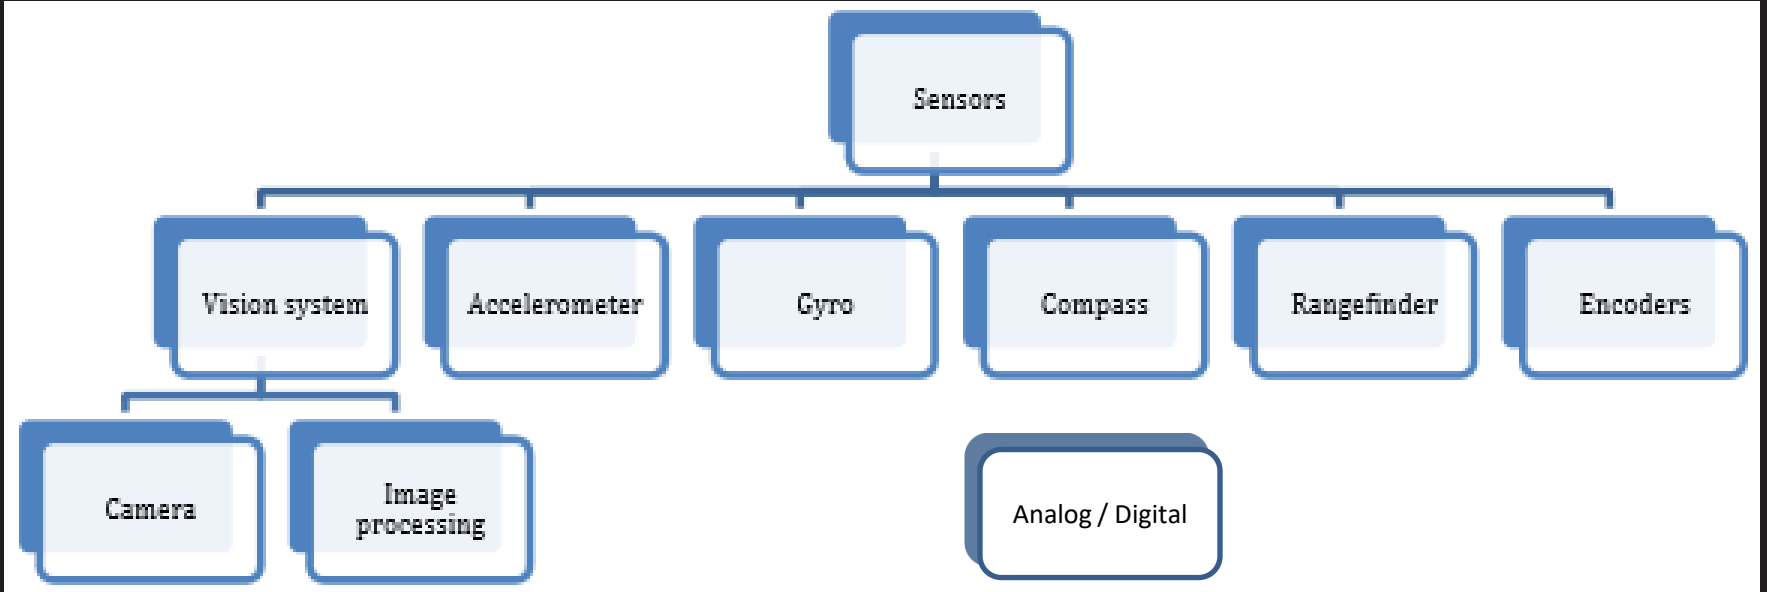 Sensors
Vision system
Accelerometer
Gyro
Compass
Rangefinder
Encoders
Camera
Image
processing
Analog / Digital